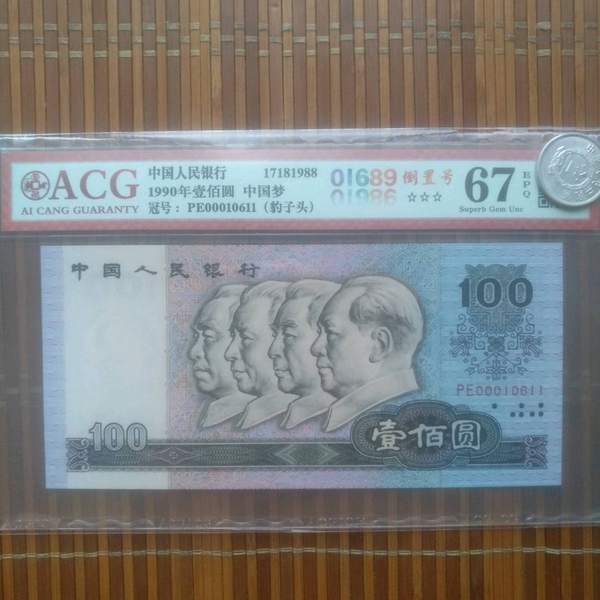 ACG
AI CANG GUARANTY
中国人民银行 17181988
1990年壹佰圆 中国梦
冠号： PE00010611 （豹子头）
01689 倒置号
01986 ☆☆☆
67 EPQ
Superb Gem Unc
中国人民银行
100
PE00010611
100
壹佰圆